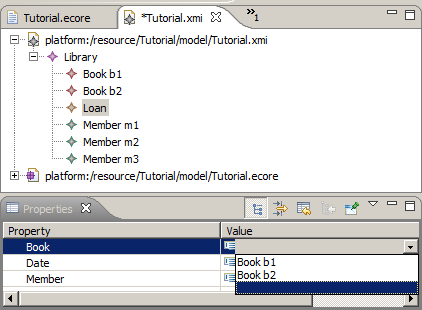 Tutorial.ecore
*Tutorial.xmi
»1
platform:/resource/Tutorial/model/Tutorial.xmi
Library
Book b1
Book b2
Loan
Member m1
Member m2
Member m3
platform:/resource/Tutorial/model/Tutorial.ecore
Properties
Property Value
Book
Date
Member
Book b1
Book b2